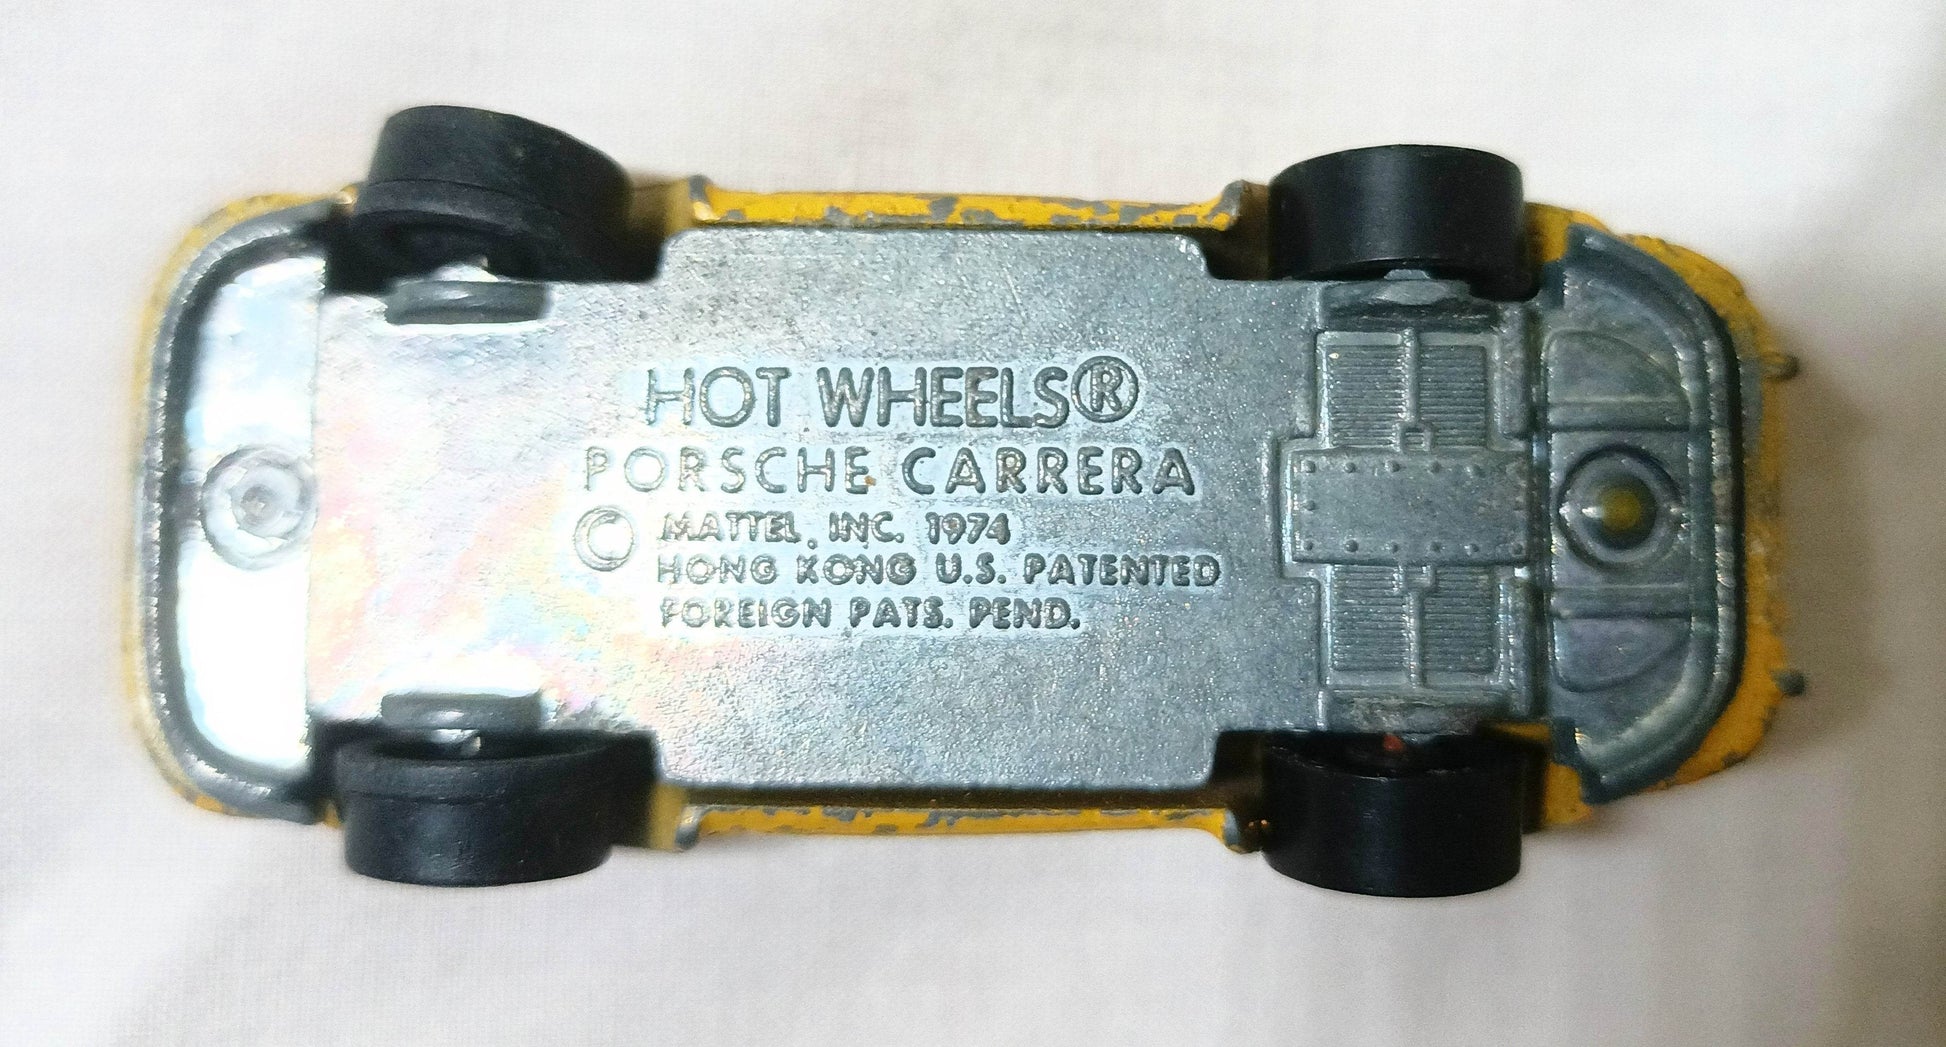 HOT WHEELS®
PORSCHE CARRERA
© MATTEL, INC. 1974
HONG KONG U.S. PATENTED
FOREIGN PATS. PEND.